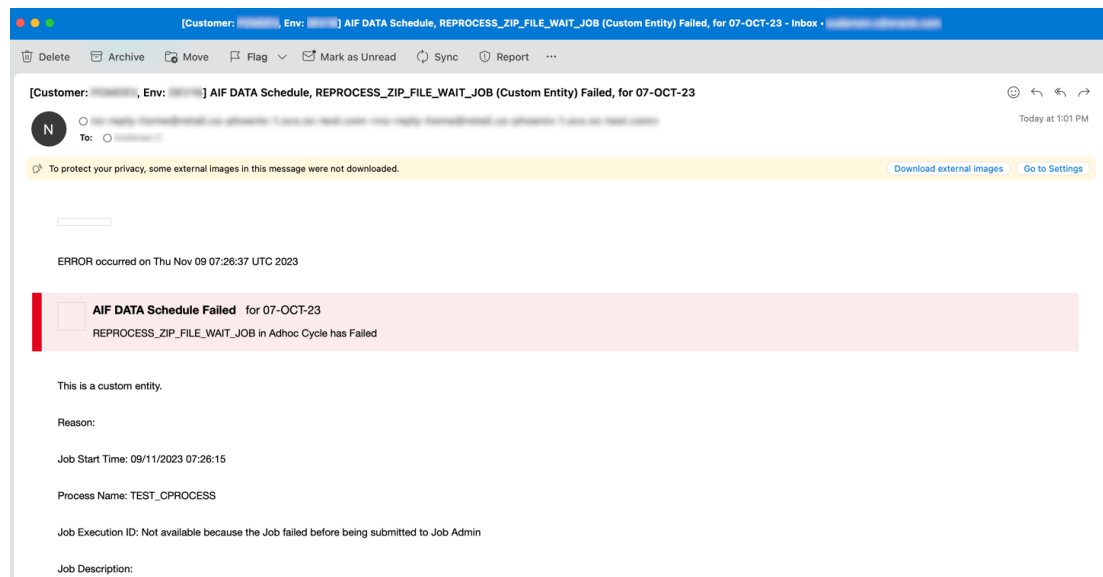 [Customer: , Env: ] AIF DATA Schedule, REPROCESS_ZIP_FILE_WAIT_JOB (Custom Entity) Failed, for 07-OCT-23 - Inbox •
Delete Archive Move Flag Mark as Unread Sync Report ...
[Customer: , Env: ] AIF DATA Schedule, REPROCESS_ZIP_FILE_WAIT_JOB (Custom Entity) Failed, for 07-OCT-23
N
Today at 1:01 PM
To:
To protect your privacy, some external images in this message were not downloaded. Download external images Go to Settings
ERROR occurred on Thu Nov 09 07:26:37 UTC 2023
AIF DATA Schedule Failed for 07-OCT-23
REPROCESS_ZIP_FILE_WAIT_JOB in Adhoc Cycle has Failed
This is a custom entity.
Reason:
Job Start Time: 09/11/2023 07:26:15
Process Name: TEST_CPROCESS
Job Execution ID: Not available because the Job failed before being submitted to Job Admin
Job Description: